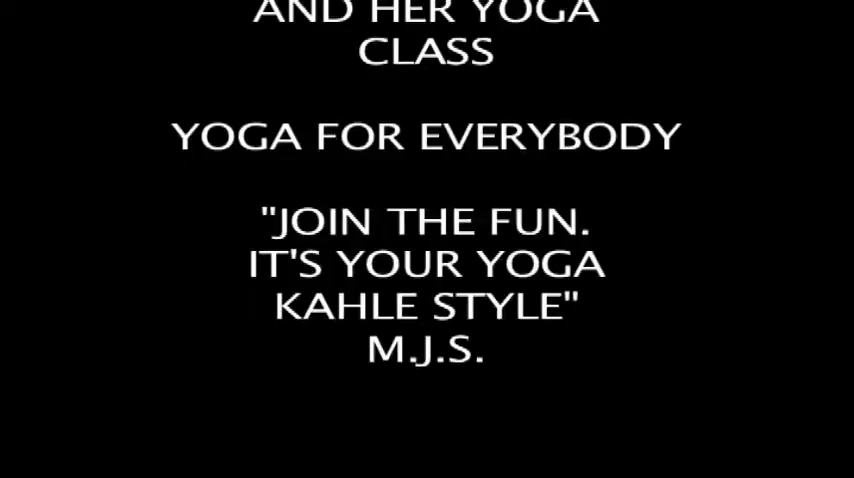 AND HER YOGA
CLASS
YOGA FOR EVERYBODY
"JOIN THE FUN.
IT'S YOUR YOGA
KAHLE STYLE"
M.J.S.